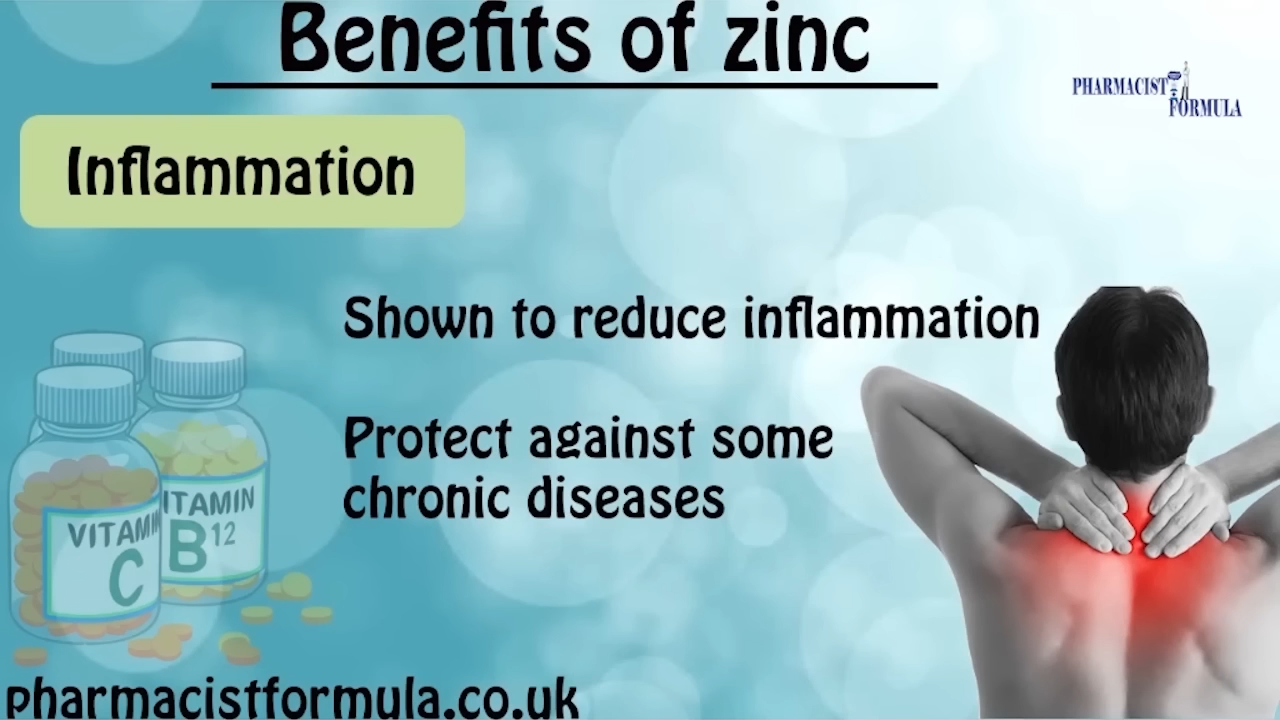 Benefits of zinc
PHARMACIST
FORMULA
Inflammation
Shown to reduce inflammation
Protect against some
chronic diseases
VITAMIN
C
ITAMIN
B12
pharmacistformula.co.uk